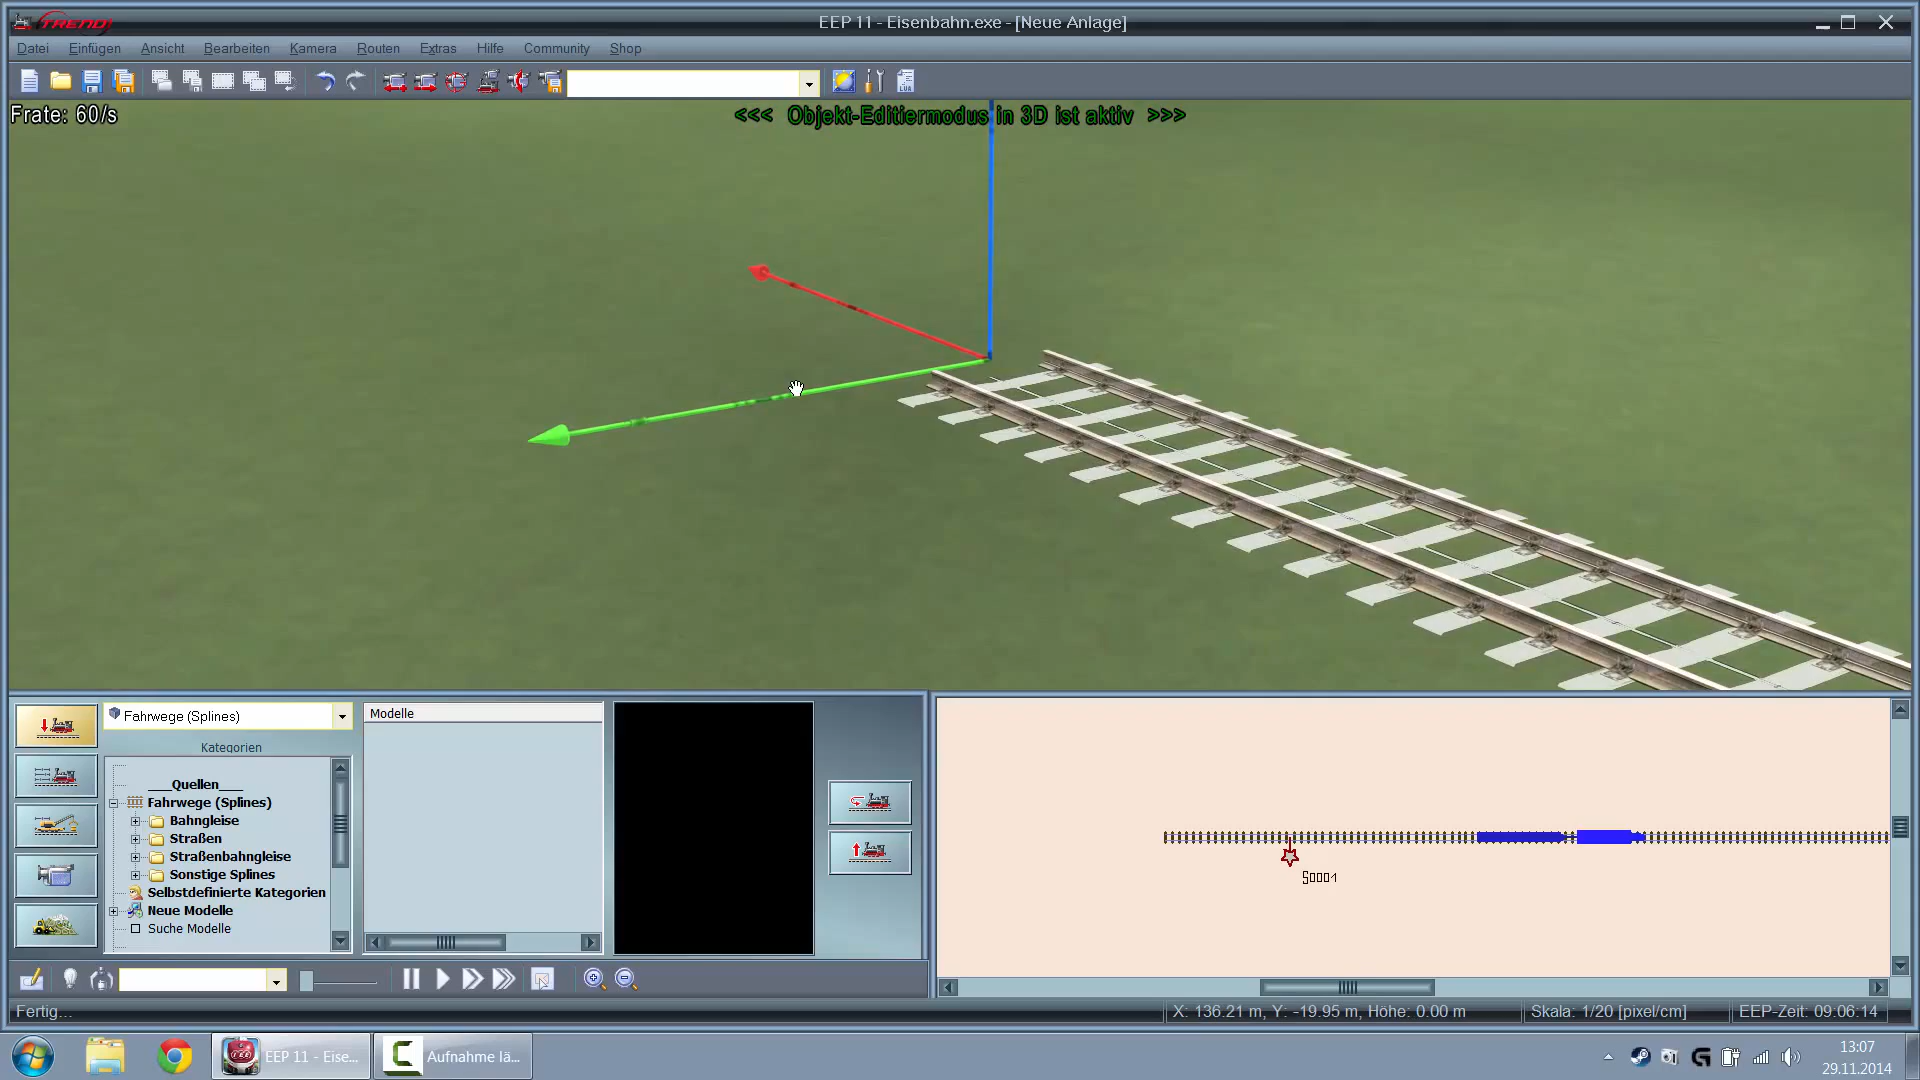 TREND
EEP 11 - Eisenbahn.exe - [Neue Anlage]
Datei Einfügen Ansicht Bearbeiten Kamera Routen Extras Hilfe Community Shop
LUA
Frate: 60/s
<<< Objekt-Editiermodus in 3D ist aktiv >>>
Fahrwege (Splines)
Kategorien
___Quellen___
Fahrwege (Splines)
Bahngleise
Straßen
Straßenbahngleise
Sonstige Splines
Selbstdefinierte Kategorien
Neue Modelle
Suche Modelle
Modelle
S0001
Fertig...
X: 136.21 m, Y: -19.95 m, Höhe: 0.00 m
Skala: 1/20 [pixel/cm]
EEP-Zeit: 09:06:14
EEP 11 - Eise...
Aufnahme lä...
13:07
29.11.2014